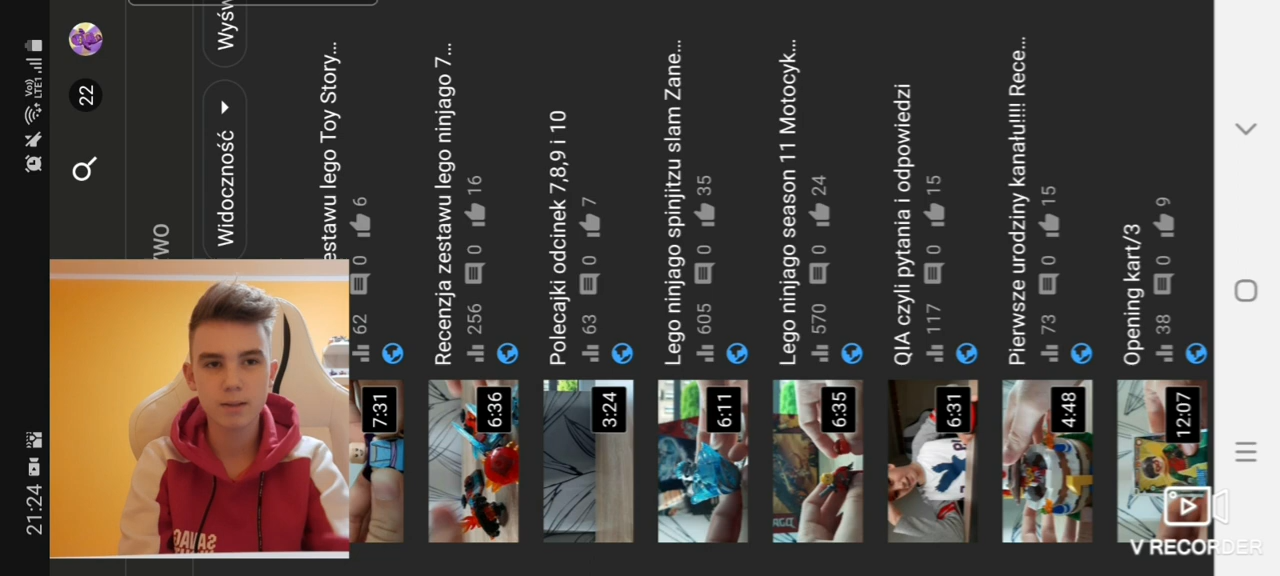 21:24
Vo))
LTE1
22
YWO
Widoczność
Wyśw
estawu lego Toy Story...
62 0 6
7:31
Recenzja zestawu lego ninjago 7...
256 0 16
6:36
Polecajki odcinek 7,8,9 i 10
63 0 7
3:24
Lego ninjago spinjitzu slam Zane...
605 0 35
6:11
Lego ninjago season 11 Motocyk...
570 0 24
6:35
QIA czyli pytania i odpowiedzi
117 0 15
6:31
Pierwsze urodziny kanału!!!! Rece...
73 0 15
4:48
Opening kart/3
38 0 9
12:07
V RECORDER